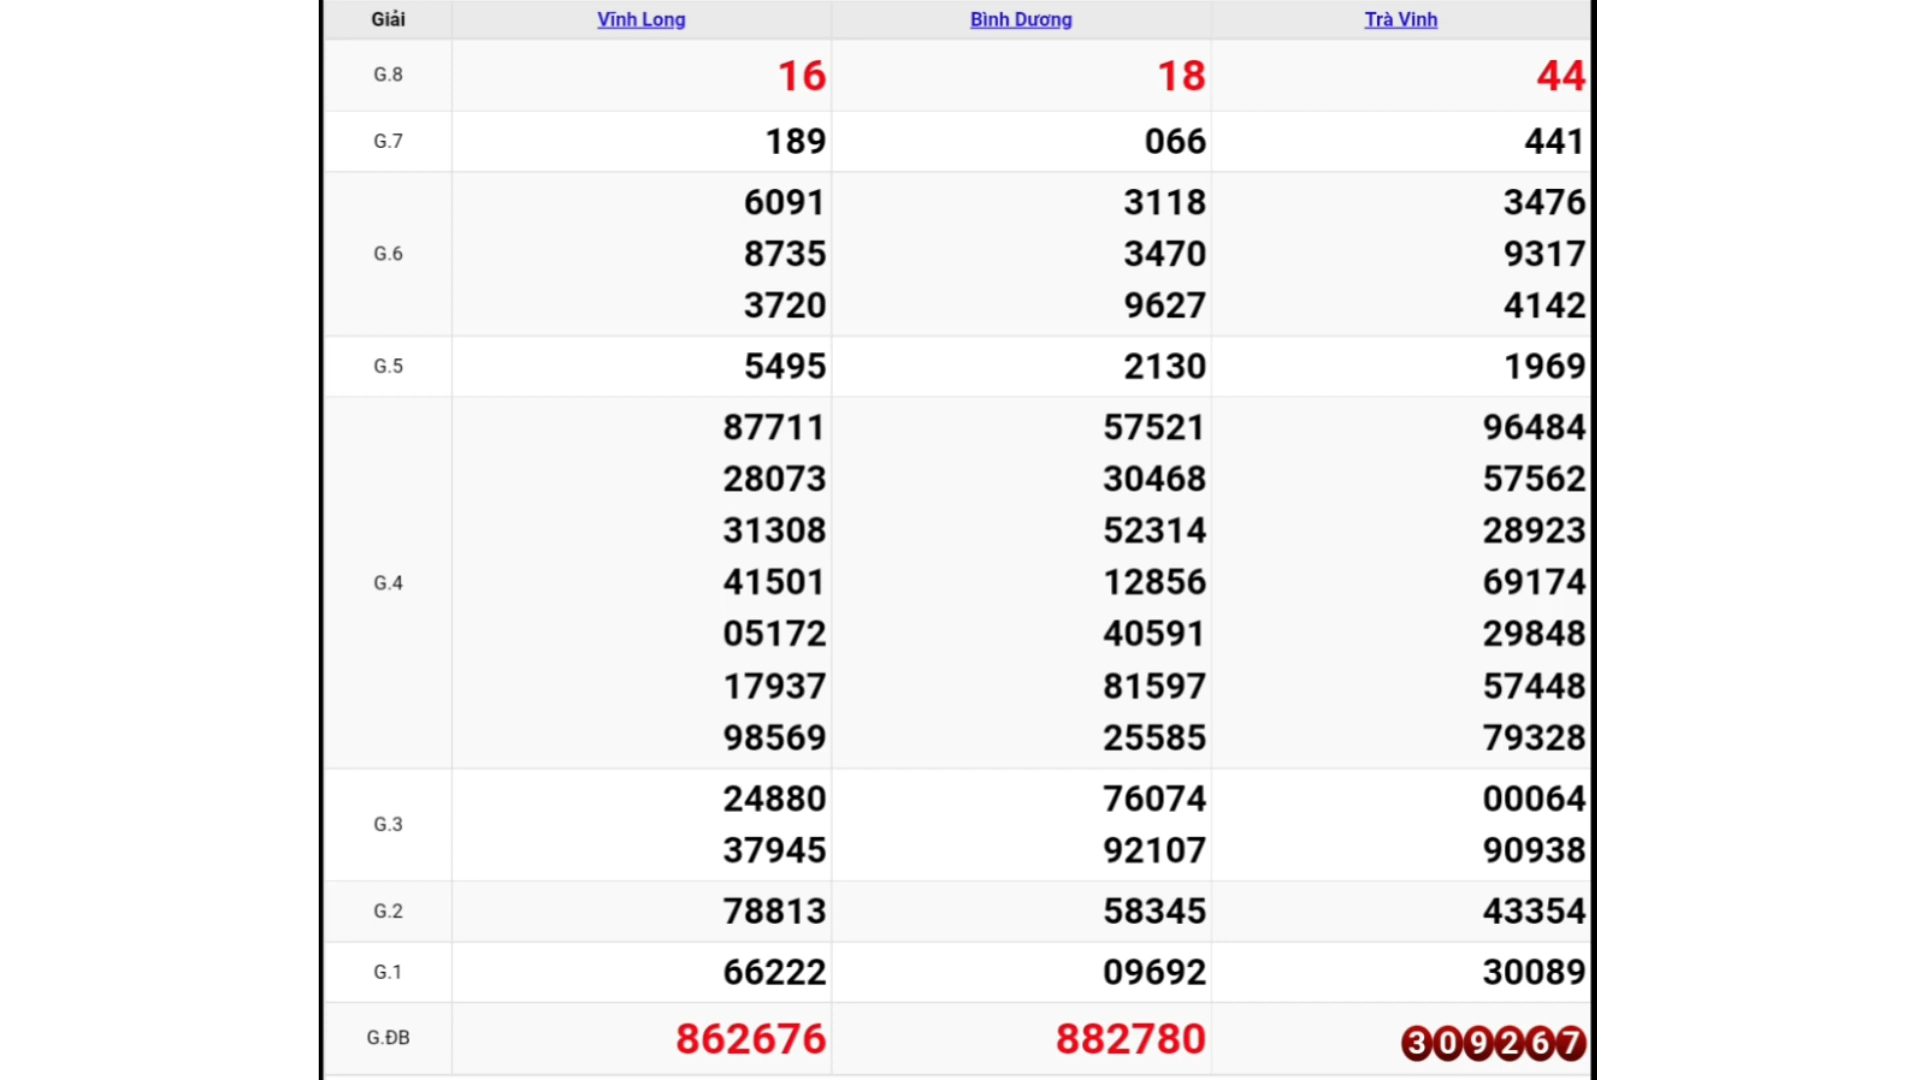 Giải Vĩnh Long Bình Dương Trà Vinh
G.8 16 18 44
G.7 189 066 441
6091 3118 3476
G.6 8735 3470 9317
3720 9627 4142
G.5 5495 2130 1969
87711 57521 96484
28073 30468 57562
31308 52314 28923
G.4 41501 12856 69174
05172 40591 29848
17937 81597 57448
98569 25585 79328
24880 76074 00064
G.3
37945 92107 90938
G.2 78813 58345 43354
G.1 66222 09692 30089
G.ĐB 862676 882780 309267